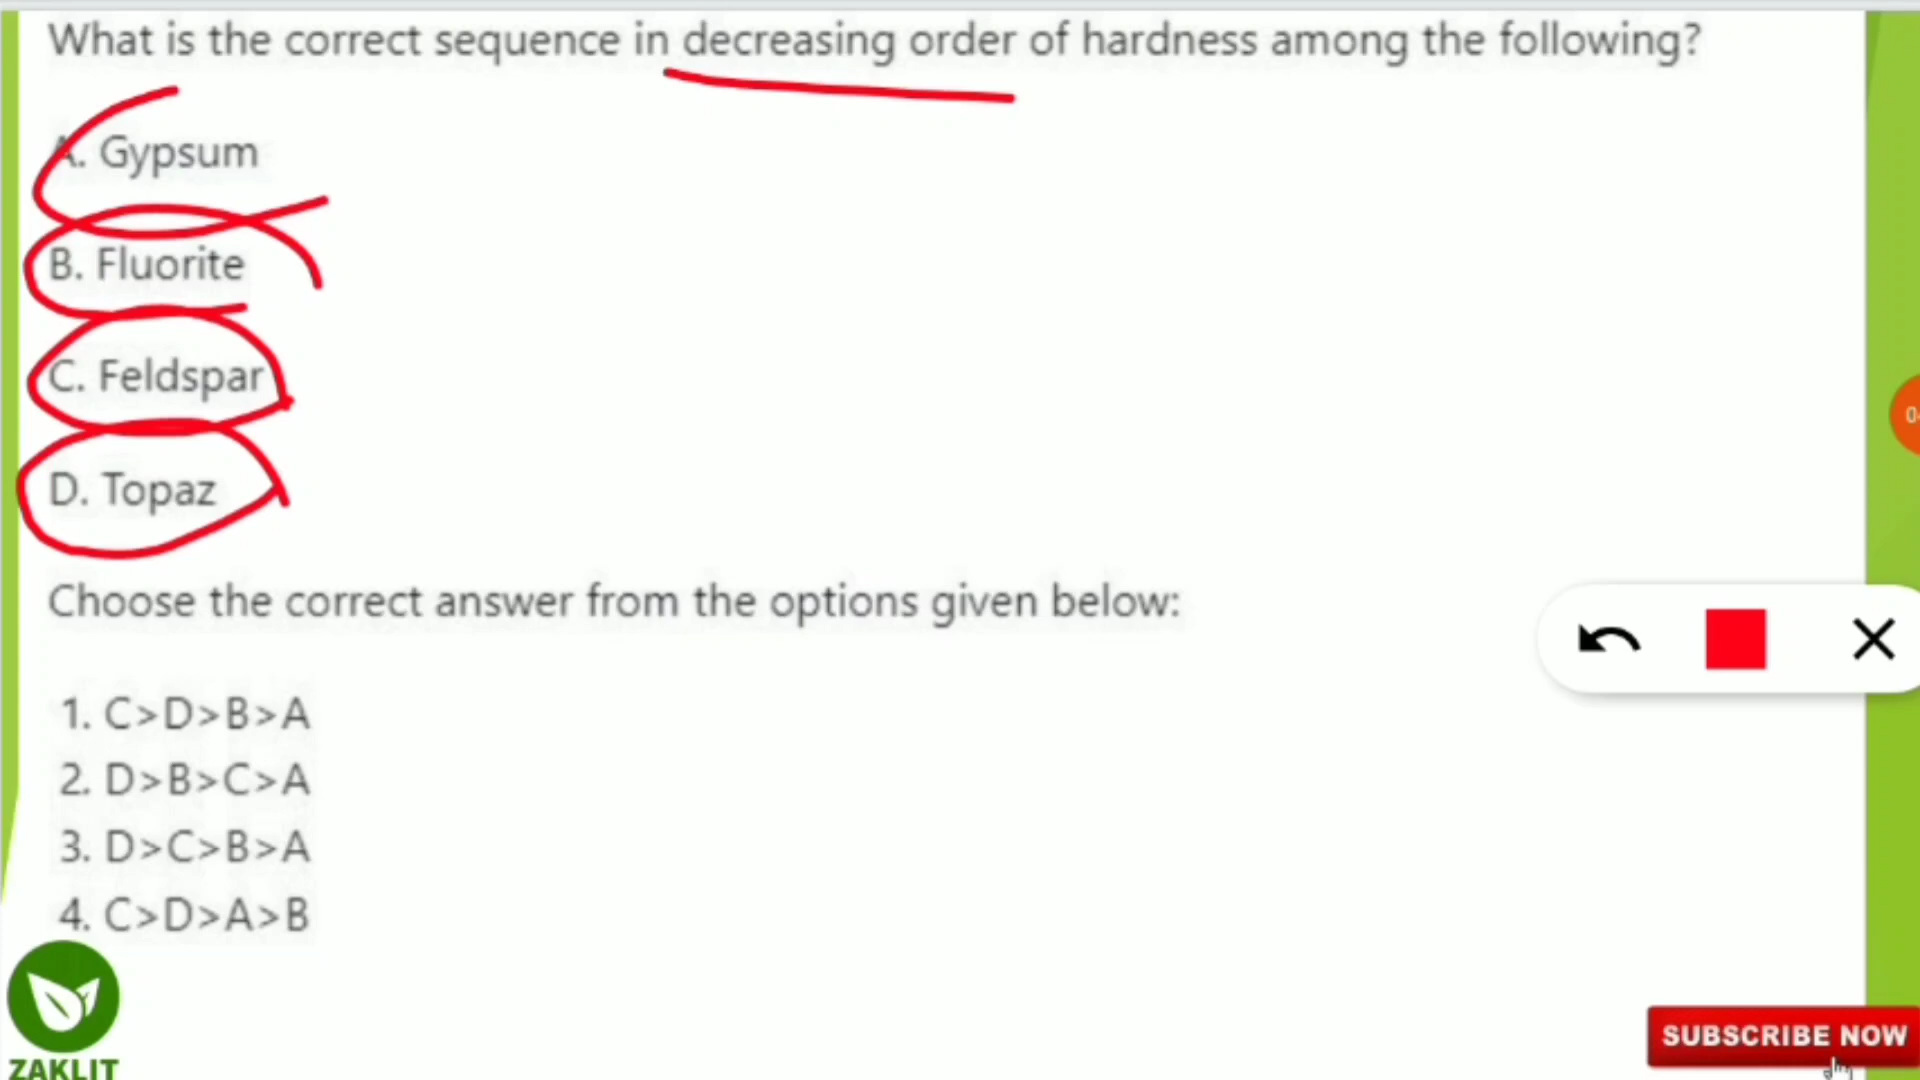 What is the correct sequence in decreasing order of hardness among the following?
A. Gypsum
B. Fluorite
C. Feldspar
D. Topaz
Choose the correct answer from the options given below:
1. C>D>B>A
2. D>B>C>A
3. D>C>B>A
4. C>D>A>B
ZAKLIT
SUBSCRIBE NOW